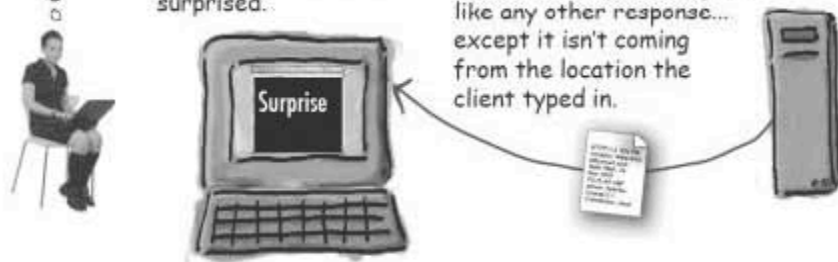 surprised.
like any other response...
except it isn't coming
from the location the
client typed in.
Surprise